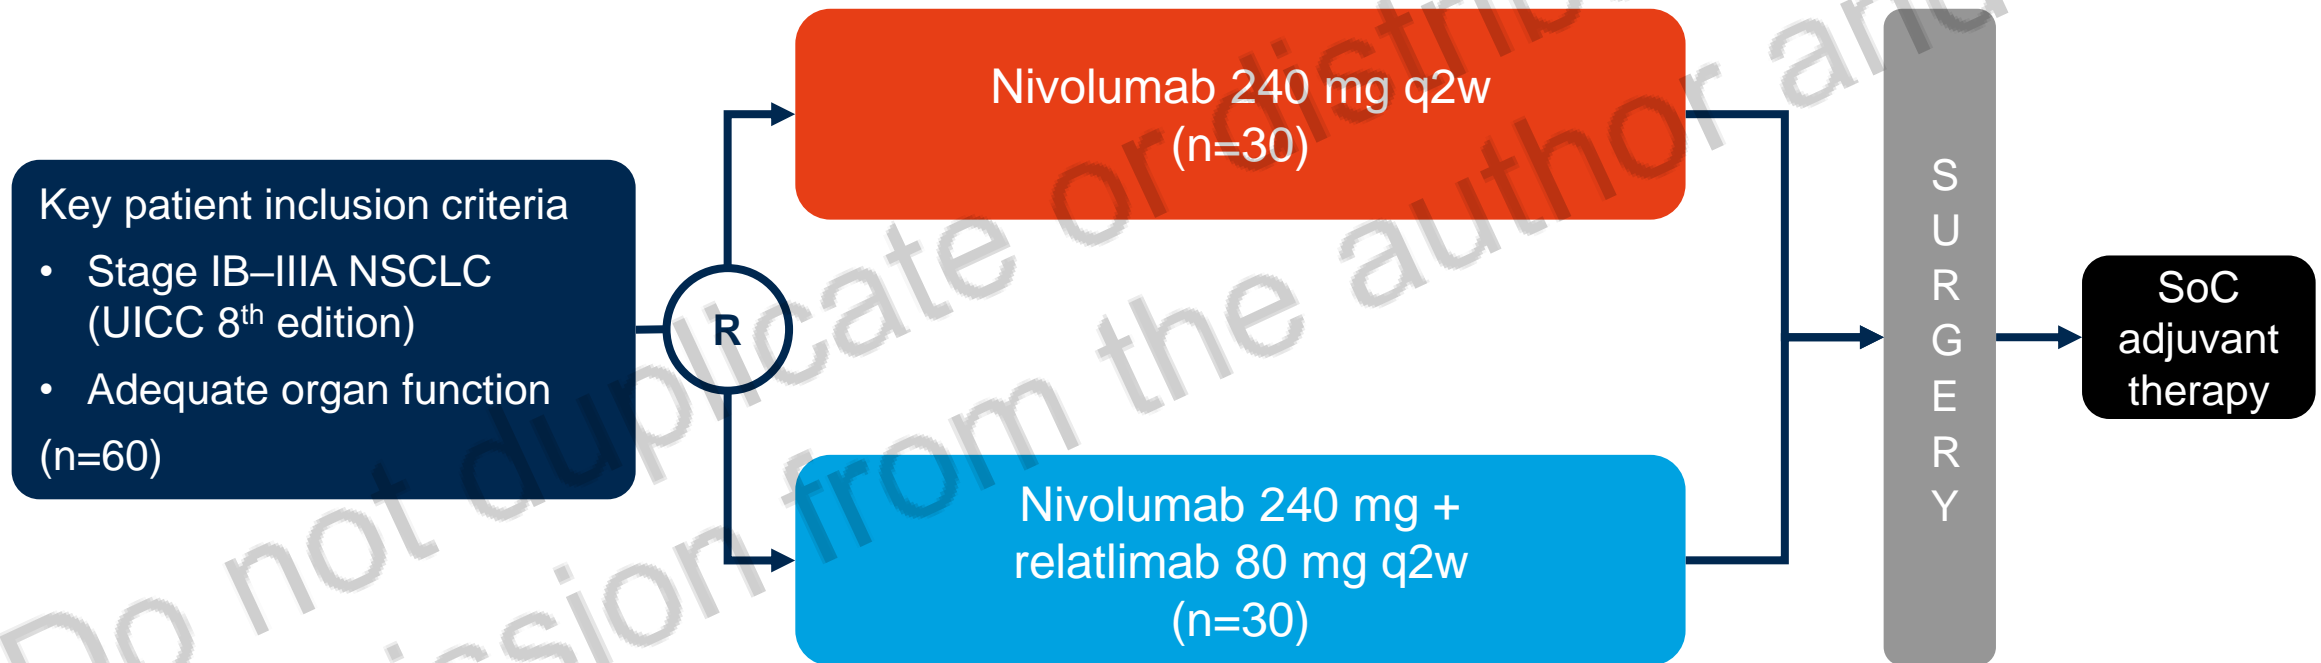 Key patient inclusion criteria
• Stage IB–IIIA NSCLC
(UICC 8th edition)
• Adequate organ function
(n=60)
R
Nivolumab 240 mg q2w
(n=30)
Nivolumab 240 mg +
relatlimab 80 mg q2w
(n=30)
S
U
R
G
E
R
Y
SoC
adjuvant
therapy
Do not duplicate or distrib
ission from the author and